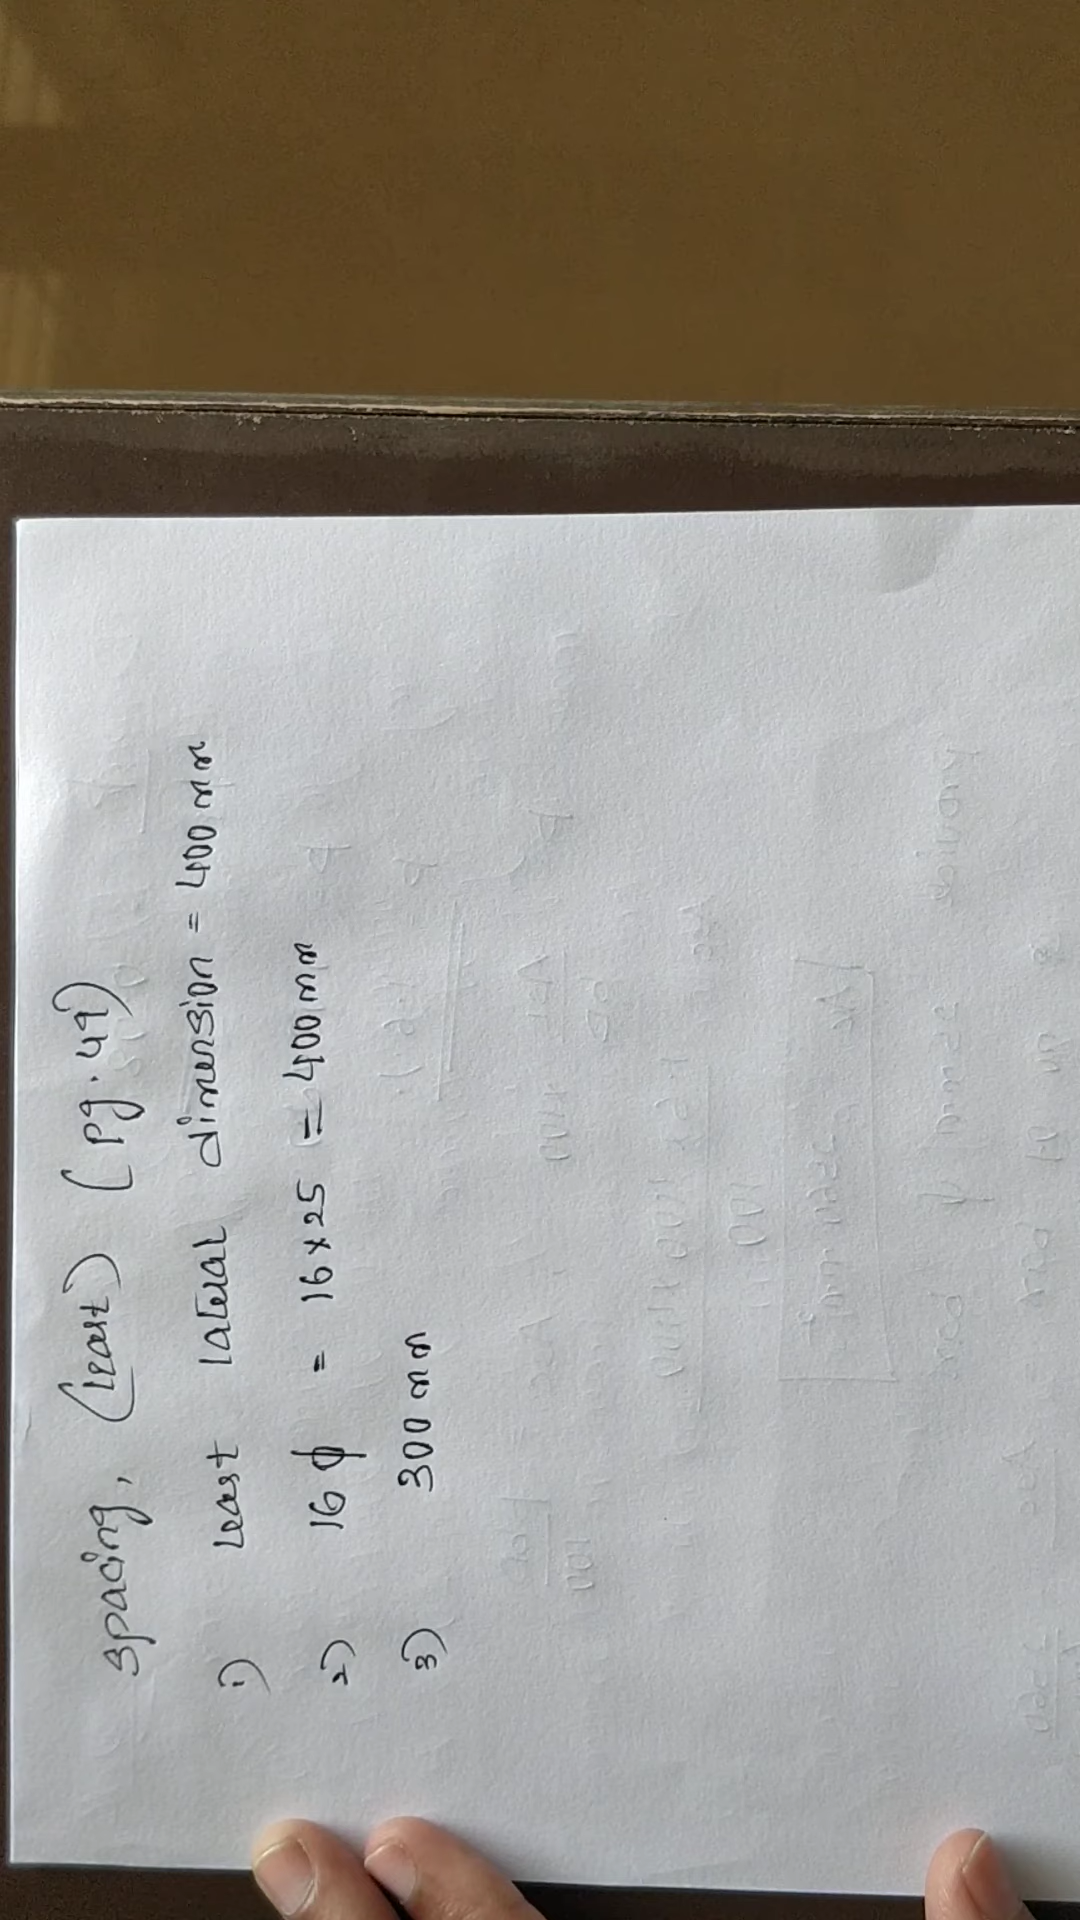 Spacing, (least) (pg. 49)
1) Least lateral dimension = 400 mm
2) 16 ϕ = 16 x 25 = 400 mm
3) 300 mm